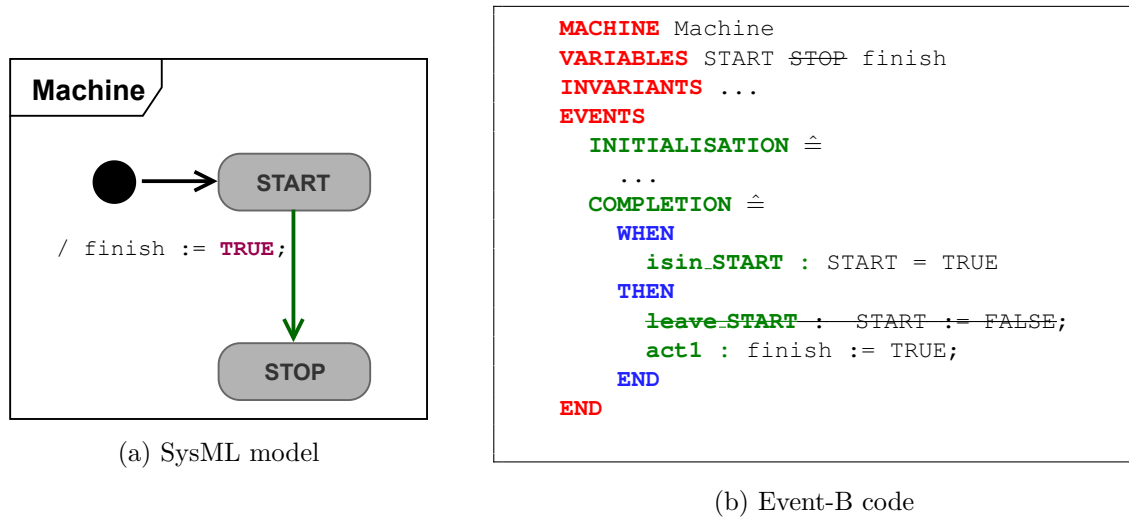 Machine
START
/ finish := TRUE;
STOP
(a) SysML model
MACHINE Machine
VARIABLES START STOP finish
INVARIANTS ...
EVENTS
INITIALISATION ≙
...
COMPLETION ≙
WHEN
isin_START : START = TRUE
THEN
leave_START : START := FALSE;
act1 : finish := TRUE;
END
END
(b) Event-B code